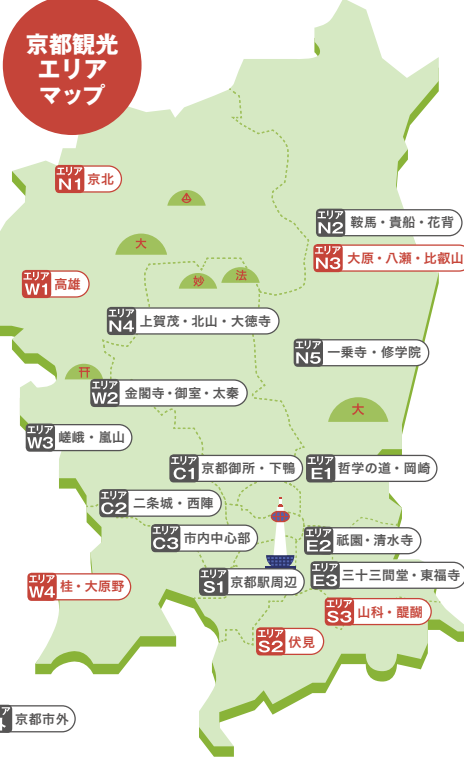 京都観光
エリア
マップ
エリア
N1 京北
エリア
N2 鞍馬・貴船・花背
大
エリア
N3 大原・八瀬・比叡山
妙
法
エリア
W1 高雄
エリア
N4 上賀茂・北山・大徳寺
エリア
N5 一乗寺・修学院
エリア
W2 金閣寺・御室・太秦
大
エリア
W3 嵯峨・嵐山
エリア
C1 京都御所・下鴨
エリア
E1 哲学の道・岡崎
エリア
C2 二条城・西陣
エリア
C3 市内中心部
エリア
E2 祇園・清水寺
エリア
S1 京都駅周辺
エリア
E3 三十三間堂・東福寺
エリア
W4 桂・大原野
エリア
S3 山科・醍醐
エリア
S2 伏見
京都市外